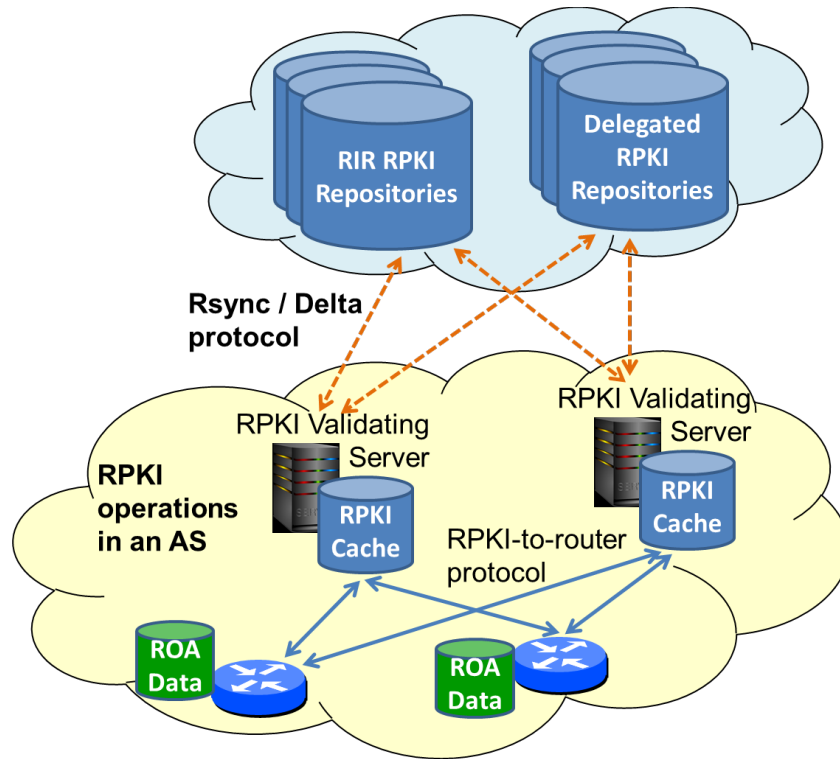 RIR RPKI
Repositories
Delegated
RPKI
Repositories
Rsync / Delta
protocol
RPKI Validating
Server
RPKI Validating
Server
RPKI
operations
in an AS
RPKI
Cache
RPKI
Cache
RPKI-to-router
protocol
ROA
Data
ROA
Data